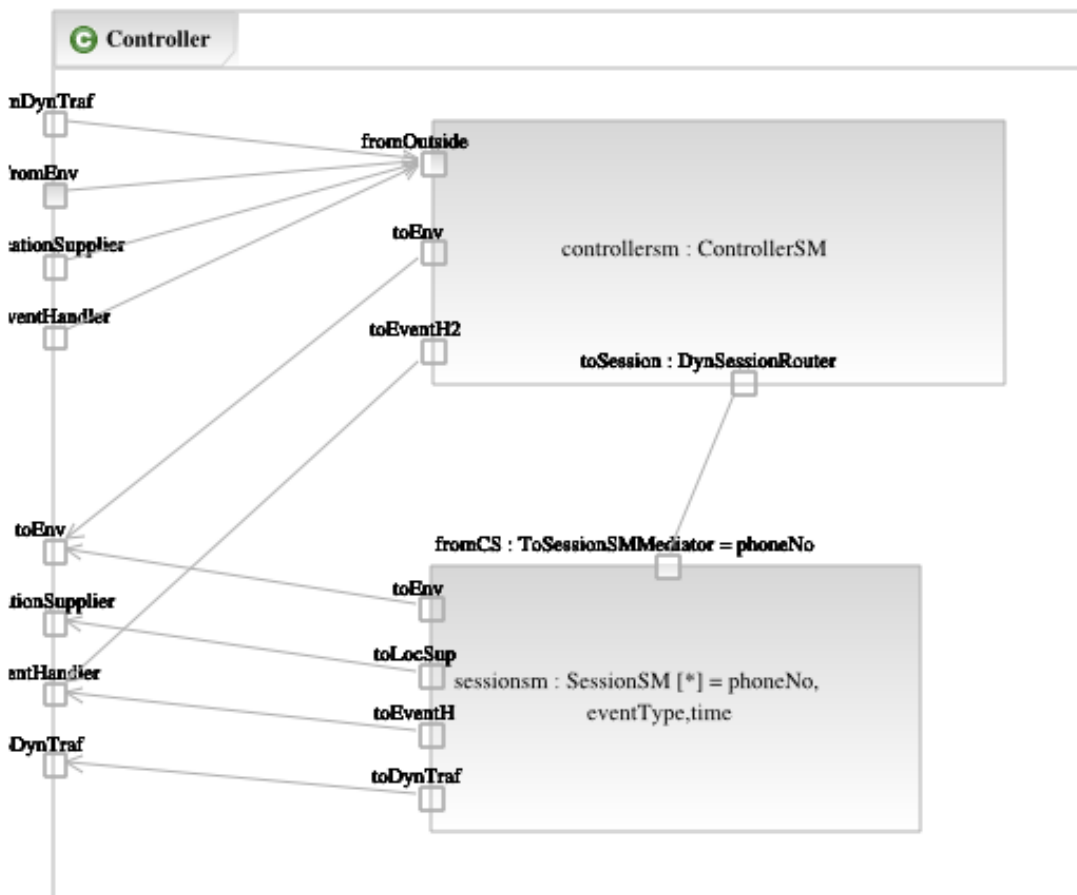 Controller
nDynTraf
fromOutside
romEnv
toEnv
cationSupplier
controllersm : ControllerSM
ventHandler
toEventH2
toSession : DynSessionRouter
toEnv
fromCS : ToSessionSMMediator = phoneNo
toEnv
tionSupplier
toLocSup
entHandler
sessionsm : SessionSM [*] = phoneNo,
eventType,time
toEventH
DynTraf
toDynTraf